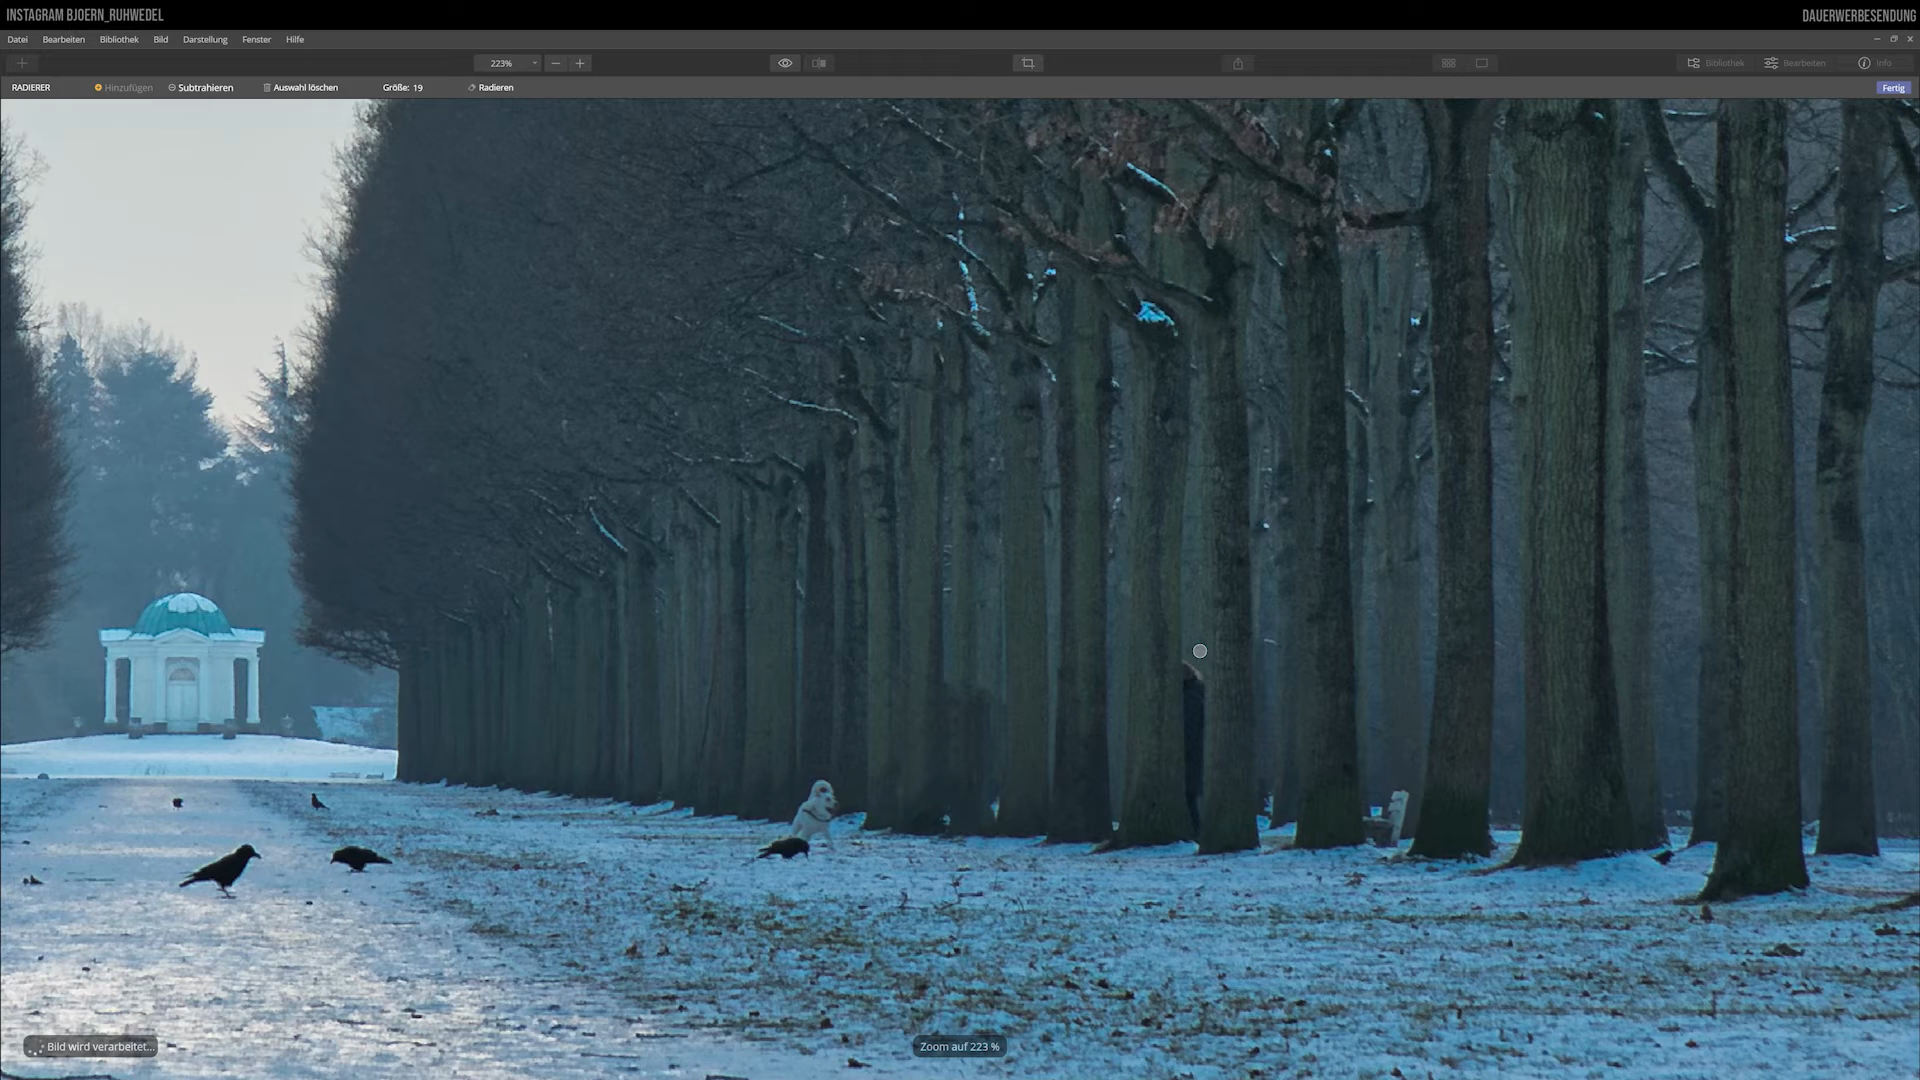 INSTAGRAM BJOERN_RUHWEDEL
DAUERWERBESENDUNG
Datei Bearbeiten Bibliothek Bild Darstellung Fenster Hilfe
223%
Bibliothek Bearbeiten Info
RADIERER Hinzufügen Subtrahieren Auswahl löschen Größe: 19 Radieren Fertig
Bild wird verarbeitet...
Zoom auf 223 %